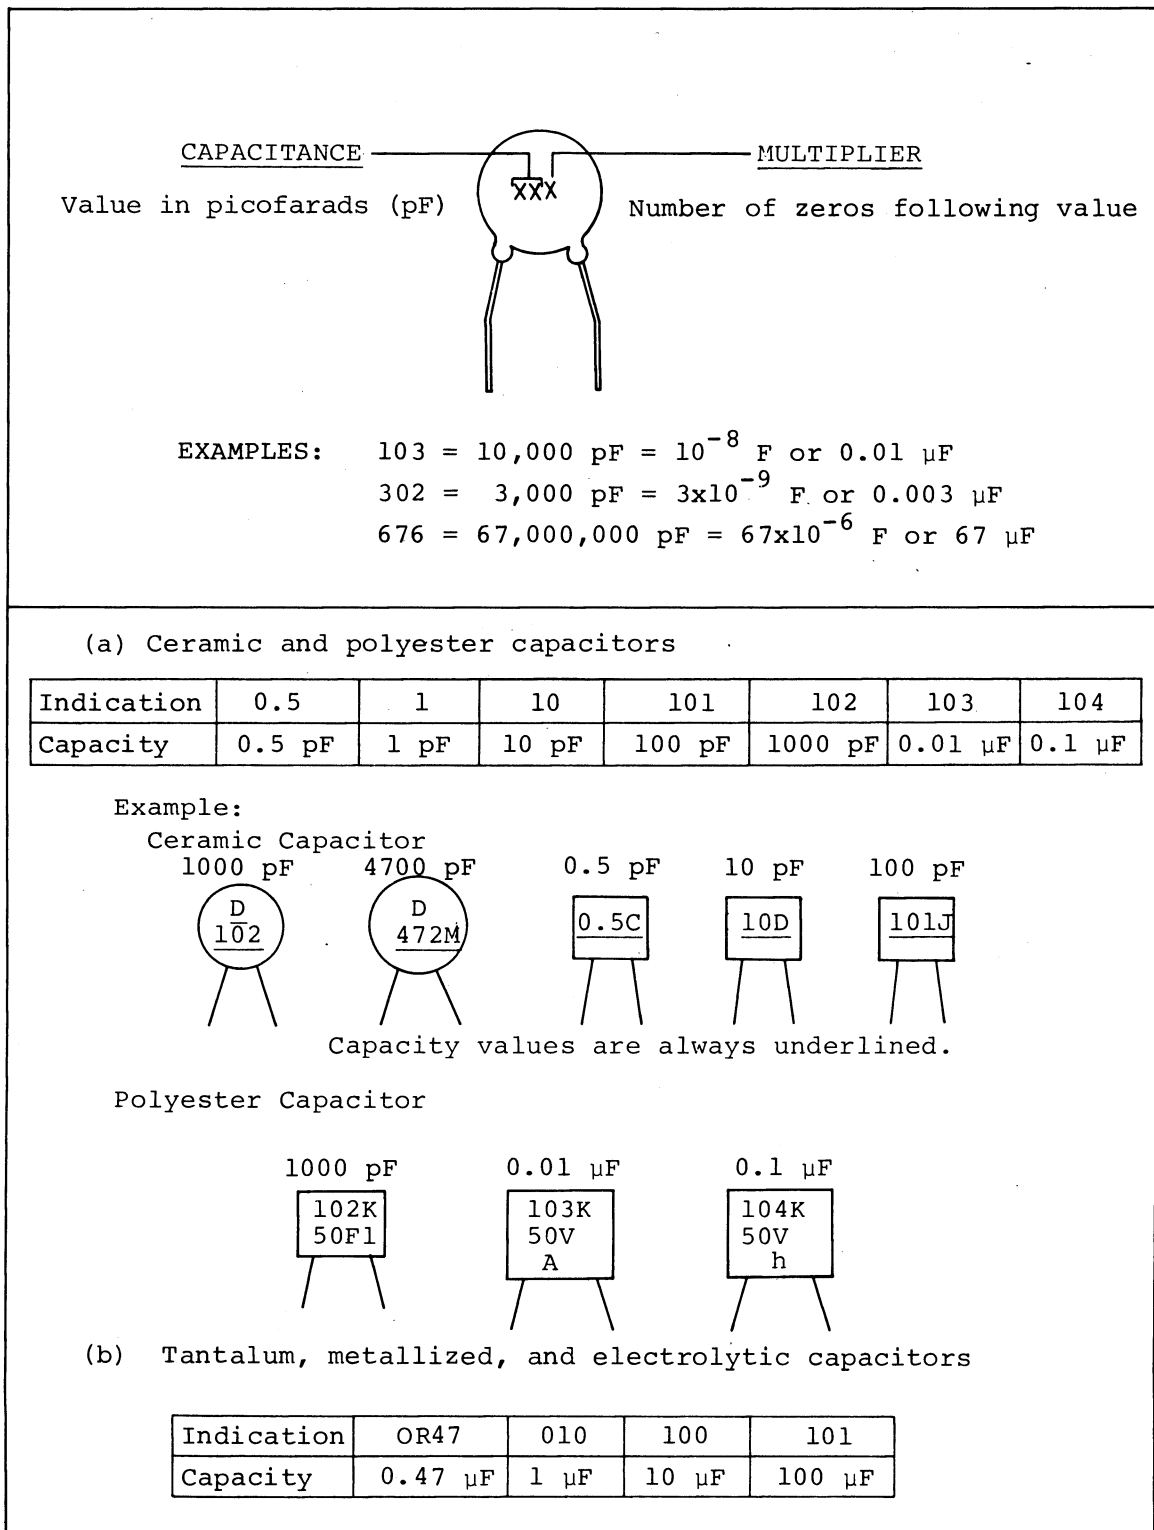 CAPACITANCE MULTIPLIER
XXX
Value in picofarads (pF) Number of zeros following value
EXAMPLES: 103 = 10,000 pF = 10⁻⁸ F or 0.01 µF
302 = 3,000 pF = 3x10⁻⁹ F or 0.003 µF
676 = 67,000,000 pF = 67x10⁻⁶ F or 67 µF
(a) Ceramic and polyester capacitors
Indication 0.5 1 10 101 102 103 104
Capacity 0.5 pF 1 pF 10 pF 100 pF 1000 pF 0.01 µF 0.1 µF
Example:
Ceramic Capacitor
1000 pF 4700 pF 0.5 pF 10 pF 100 pF
D
102
D
472M
0.5C
10D
101J
Capacity values are always underlined.
Polyester Capacitor
1000 pF 0.01 µF 0.1 µF
102K
50F1
103K
50V
A
104K
50V
h
(b) Tantalum, metallized, and electrolytic capacitors
Indication OR47 010 100 101
Capacity 0.47 µF 1 µF 10 µF 100 µF